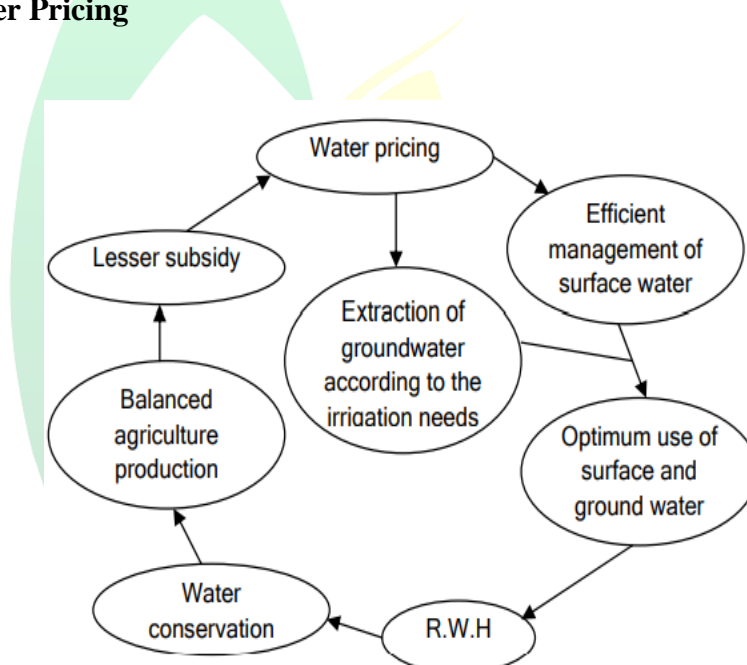 er Pricing
Water pricing
Efficient
management of
surface water
Lesser subsidy
Extraction of
groundwater
according to the
irrigation needs
Balanced
agriculture
production
Optimum use of
surface and
ground water
Water
conservation
R.W.H